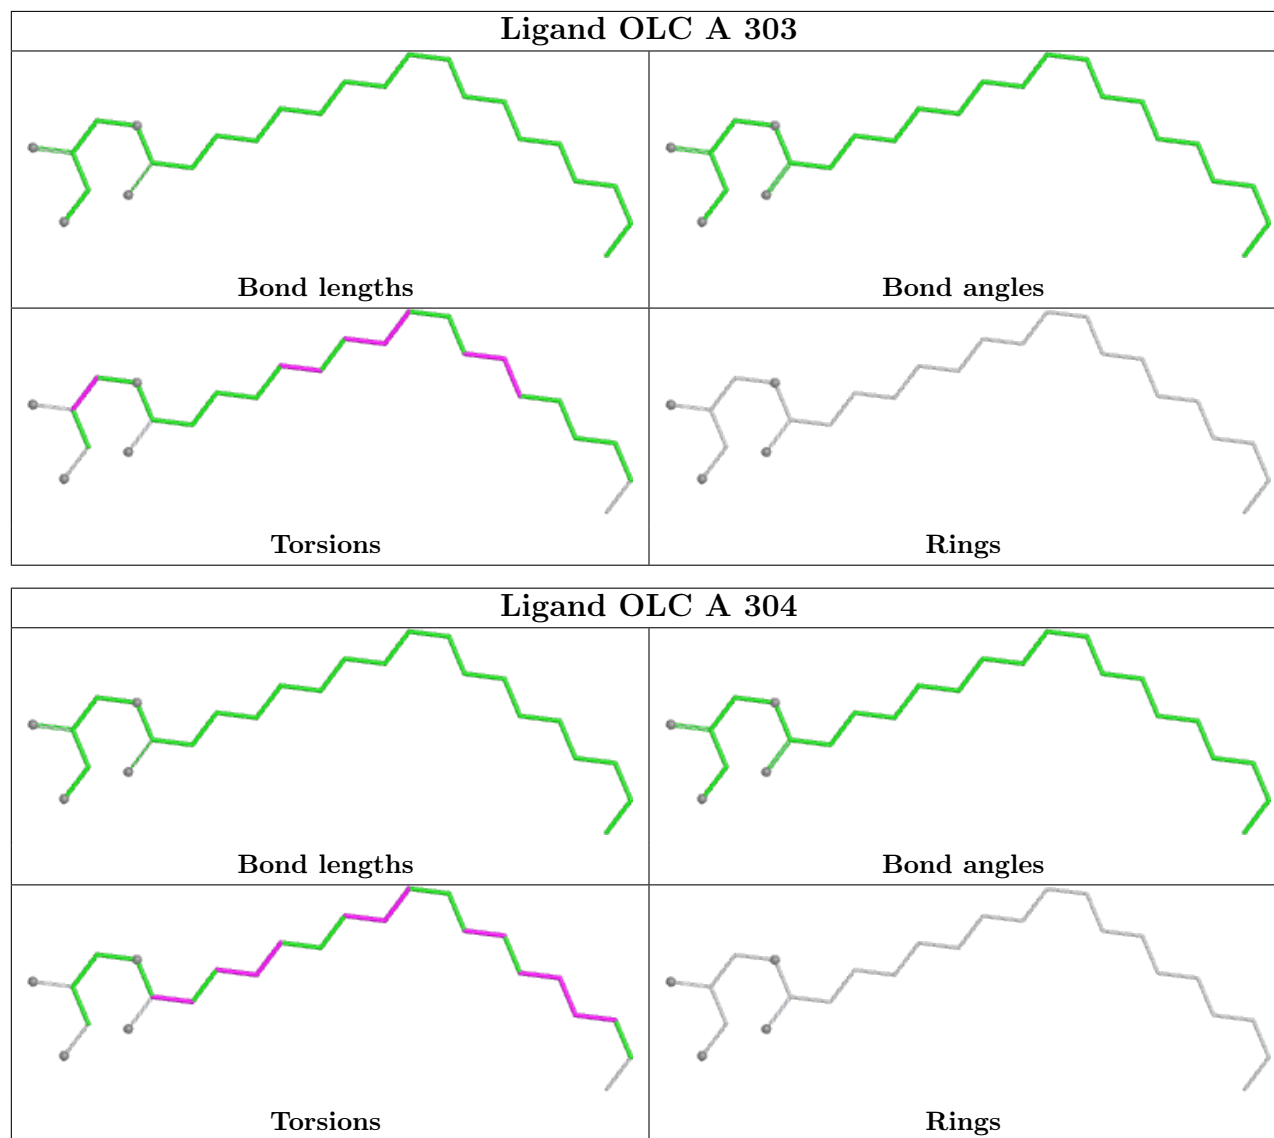 Ligand OLC A 303
Bond lengths
Bond angles
Torsions
Rings
Ligand OLC A 304
Bond lengths
Bond angles
Torsions
Rings